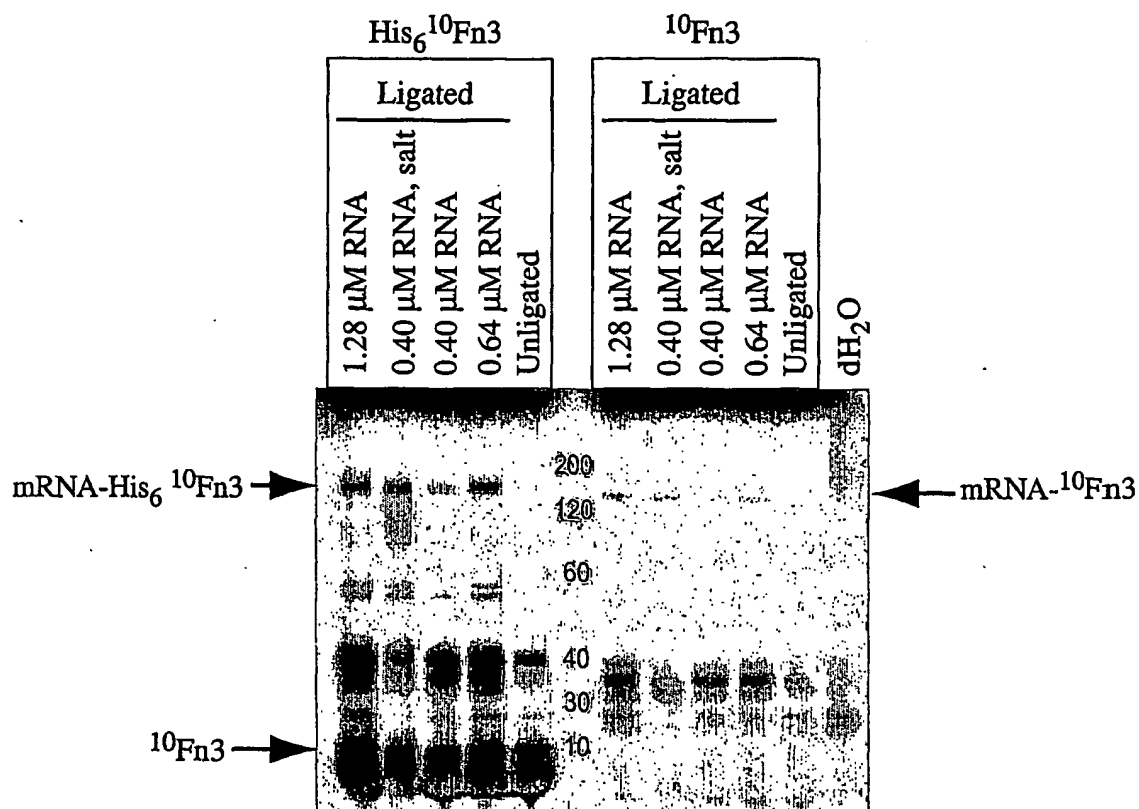 His₆¹⁰Fn3
¹⁰Fn3
Ligated
Ligated
1.28 µM RNA
0.40 µM RNA, salt
0.40 µM RNA
0.64 µM RNA
Unligated
1.28 µM RNA
0.40 µM RNA, salt
0.40 µM RNA
0.64 µM RNA
Unligated
dH₂O
mRNA-His₆ ¹⁰Fn3
200
mRNA-¹⁰Fn3
120
60
40
30
¹⁰Fn3
10